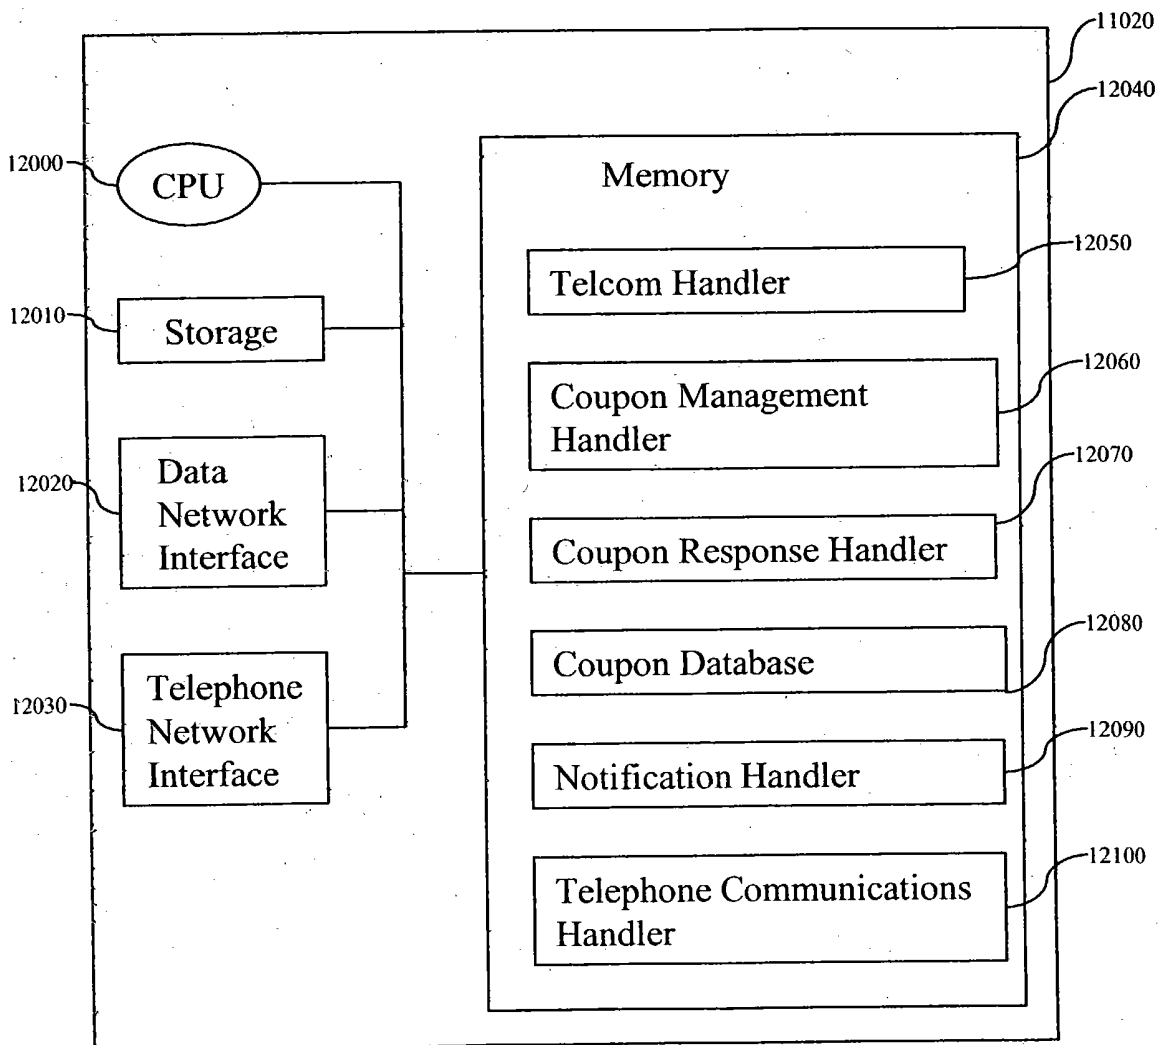 11020
12040
12000
CPU
Memory
12050
Telcom Handler
12010
Storage
12060
Coupon Management
Handler
12020
Data
Network
Interface
12070
Coupon Response Handler
12080
Coupon Database
12030
Telephone
Network
Interface
12090
Notification Handler
12100
Telephone Communications
Handler